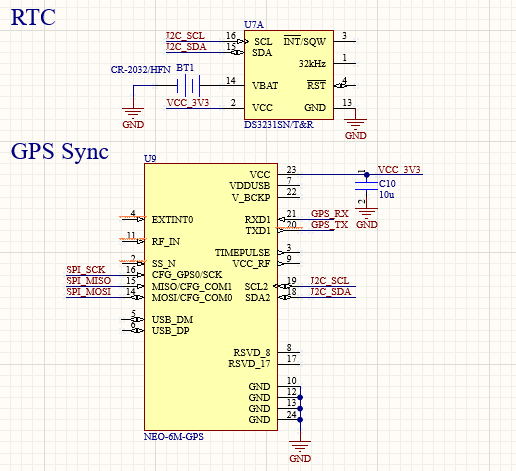 RTC
U7A
I2C_SCL 16 SCL INT/SQW 3
I2C_SDA 15 SDA
32kHz 1
CR-2032/HFN BT1
14 VBAT RST 4
VCC_3V3 2 VCC GND 13
GND
DS3231SN/T&R
GND
GPS Sync
U9
VCC 23 1 VCC_3V3
VDDUSB 7
C10
V_BCKP 22
10u
2
4 EXTINT0 RXD1 21 GPS_RX
GND
TXD1 20 GPS_TX
11 RF_IN
TIMEPULSE 3
2 SS_N VCC_RF 9
SPI_SCK 16 CFG_GPS0/SCK
SPI_MISO 15 MISO/CFG_COM1 SCL2 19 I2C_SCL
SPI_MOSI 14 MOSI/CFG_COM0 SDA2 18 I2C_SDA
5 USB_DM
6 USB_DP
RSVD_8 8
RSVD_17 17
GND 10
GND 12
GND 13
GND 24
NEO-6M-GPS
GND